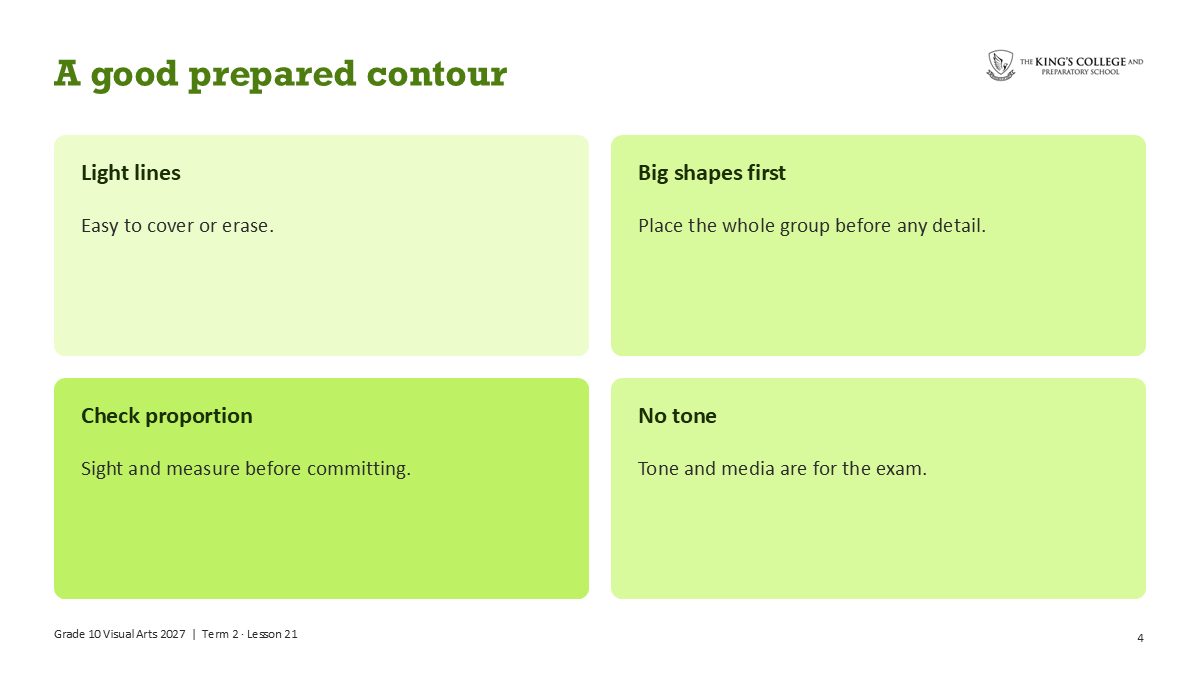 A good prepared contour
THE KING'S COLLEGE AND
PREPARATORY SCHOOL
Light lines
Easy to cover or erase.
Big shapes first
Place the whole group before any detail.
Check proportion
Sight and measure before committing.
No tone
Tone and media are for the exam.
Grade 10 Visual Arts 2027 | Term 2 · Lesson 21
4